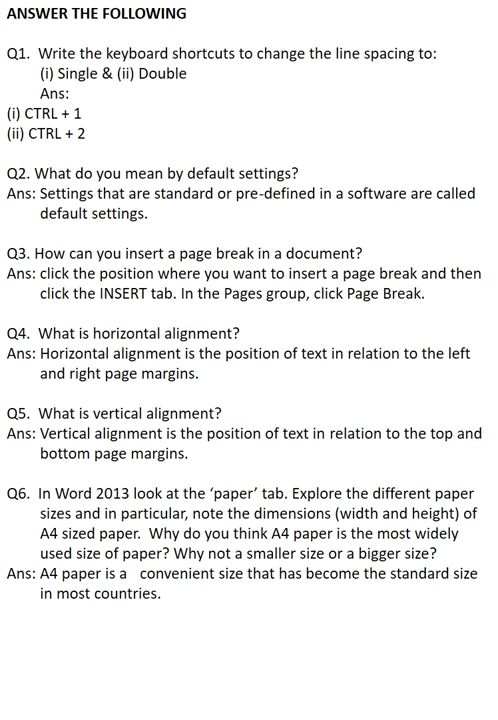 ANSWER THE FOLLOWING
Q1. Write the keyboard shortcuts to change the line spacing to:
(i) Single & (ii) Double
Ans:
(i) CTRL + 1
(ii) CTRL + 2
Q2. What do you mean by default settings?
Ans: Settings that are standard or pre-defined in a software are called
default settings.
Q3. How can you insert a page break in a document?
Ans: click the position where you want to insert a page break and then
click the INSERT tab. In the Pages group, click Page Break.
Q4. What is horizontal alignment?
Ans: Horizontal alignment is the position of text in relation to the left
and right page margins.
Q5. What is vertical alignment?
Ans: Vertical alignment is the position of text in relation to the top and
bottom page margins.
Q6. In Word 2013 look at the ‘paper’ tab. Explore the different paper
sizes and in particular, note the dimensions (width and height) of
A4 sized paper. Why do you think A4 paper is the most widely
used size of paper? Why not a smaller size or a bigger size?
Ans: A4 paper is a convenient size that has become the standard size
in most countries.